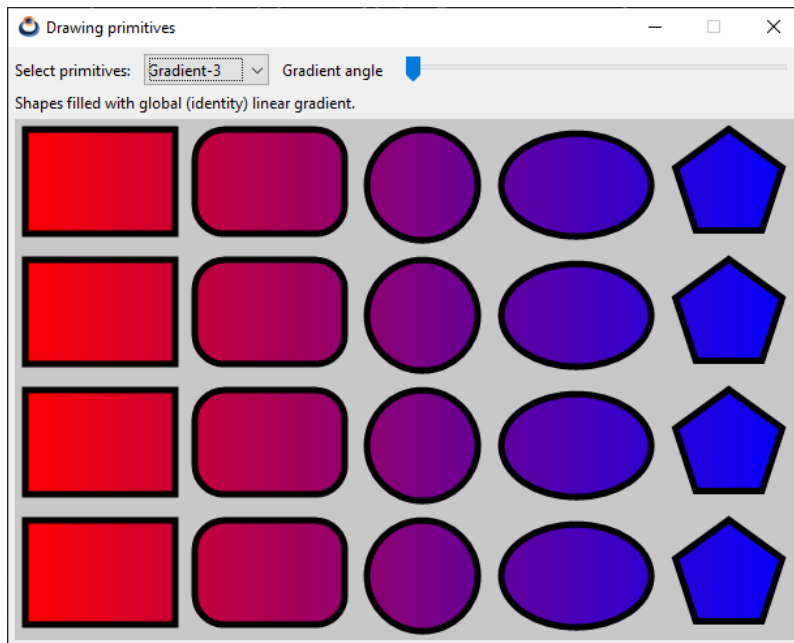 Drawing primitives
Select primitives: Gradient-3 Gradient angle
Shapes filled with global (identity) linear gradient.